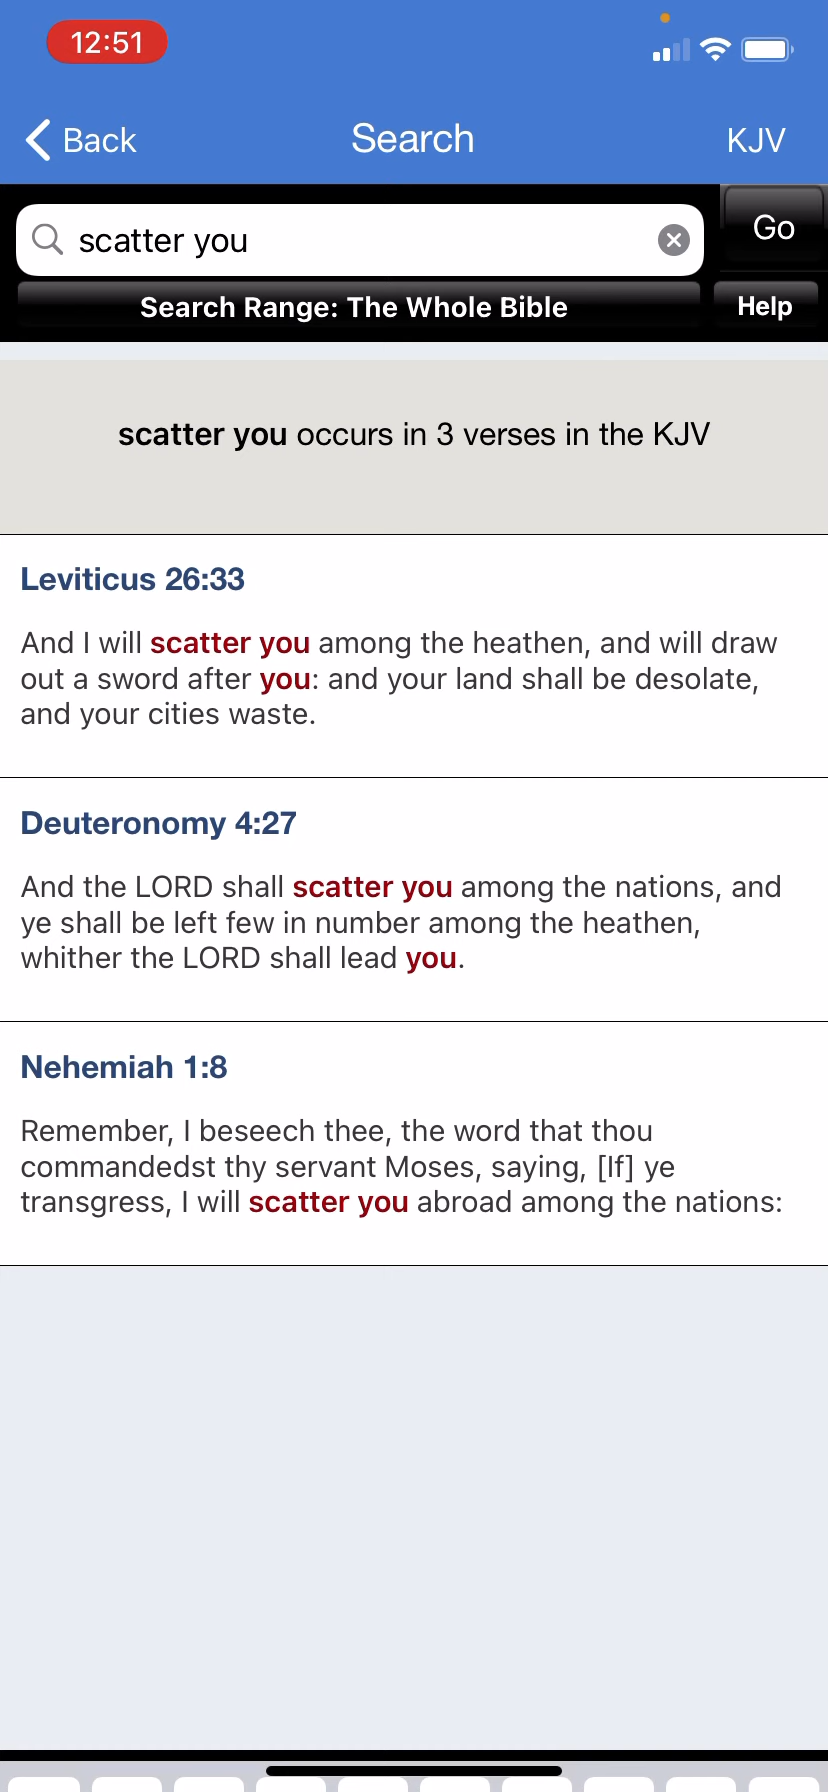 12:51
Back
Search
KJV
scatter you
Go
Search Range: The Whole Bible
Help
scatter you occurs in 3 verses in the KJV
Leviticus 26:33
And I will scatter you among the heathen, and will draw
out a sword after you: and your land shall be desolate,
and your cities waste.
Deuteronomy 4:27
And the LORD shall scatter you among the nations, and
ye shall be left few in number among the heathen,
whither the LORD shall lead you.
Nehemiah 1:8
Remember, I beseech thee, the word that thou
commandedst thy servant Moses, saying, [If] ye
transgress, I will scatter you abroad among the nations: